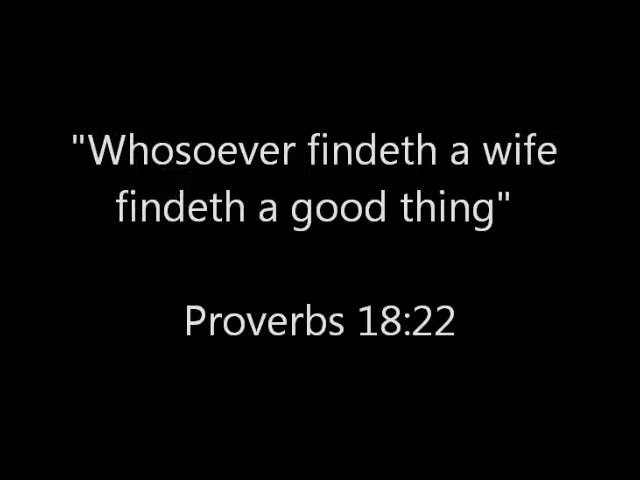 "Whosoever findeth a wife
findeth a good thing"
Proverbs 18:22